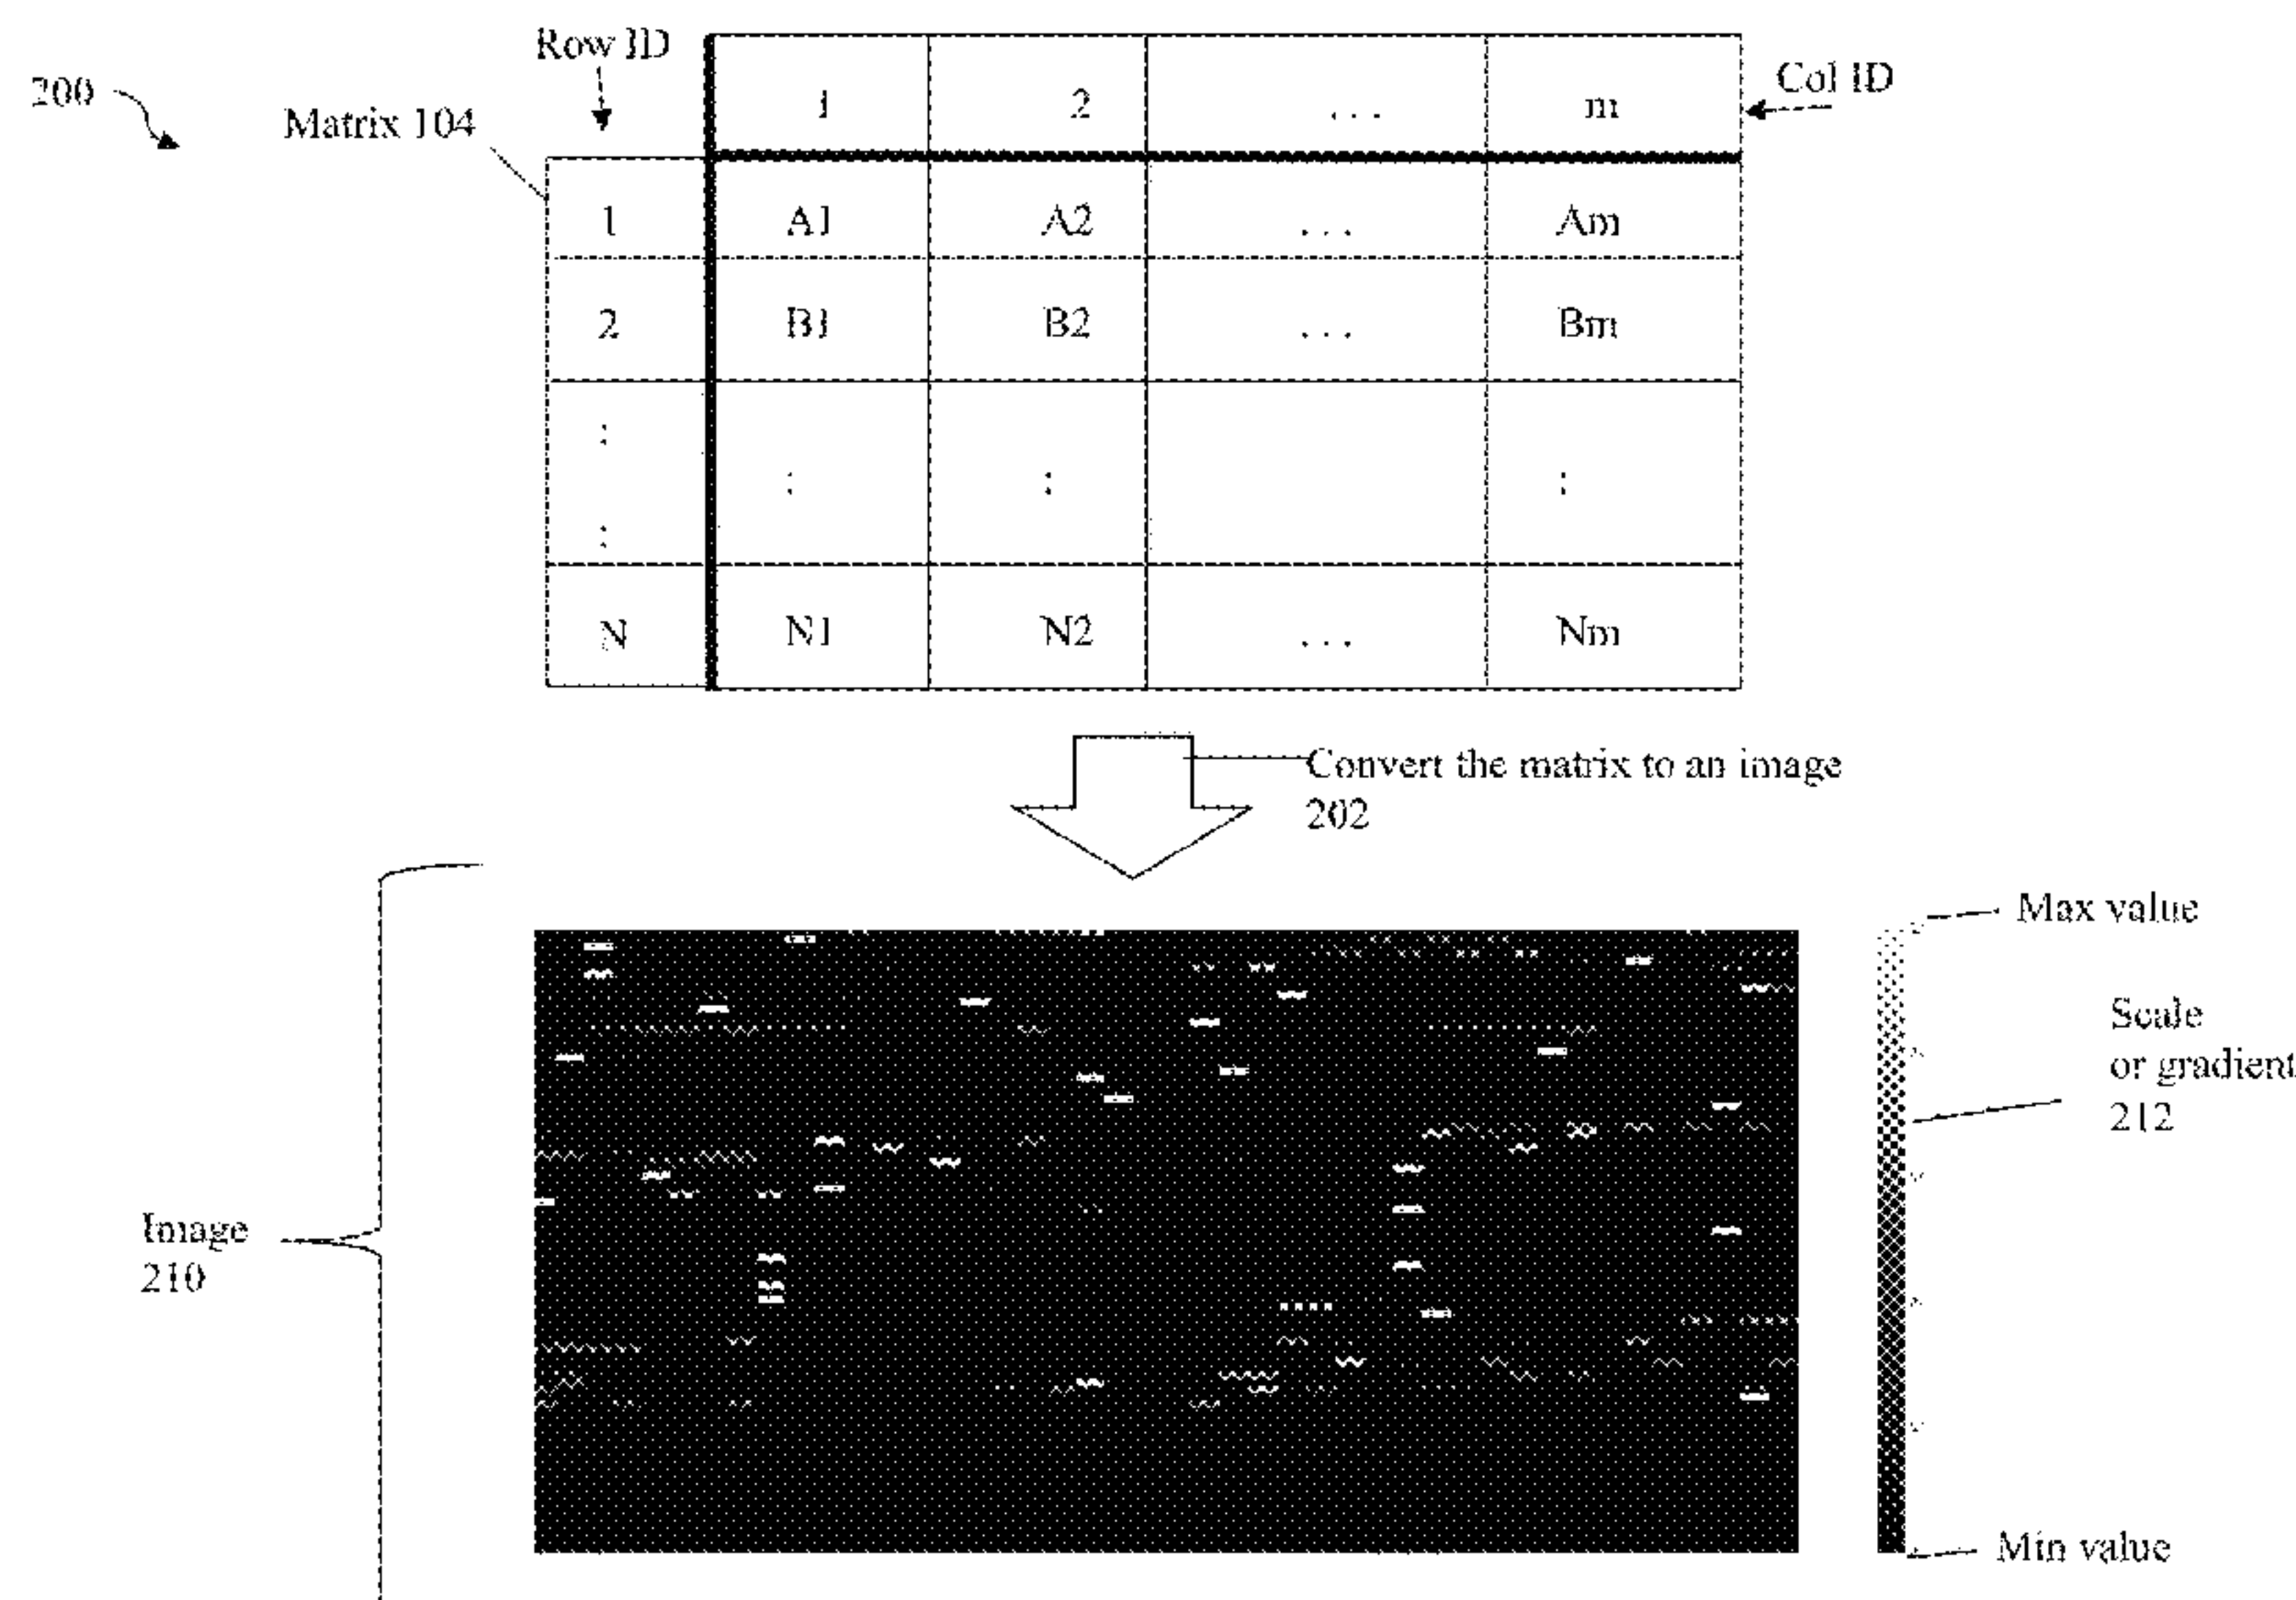 200
Row ID
Matrix 104
Col ID
1 2 ... m
1 A1 A2 ... Am
2 B1 B2 ... Bm
: : : :
:
N N1 N2 ... Nm
Convert the matrix to an image
202
Max value
Scale
or gradient
212
Image
210
Min value